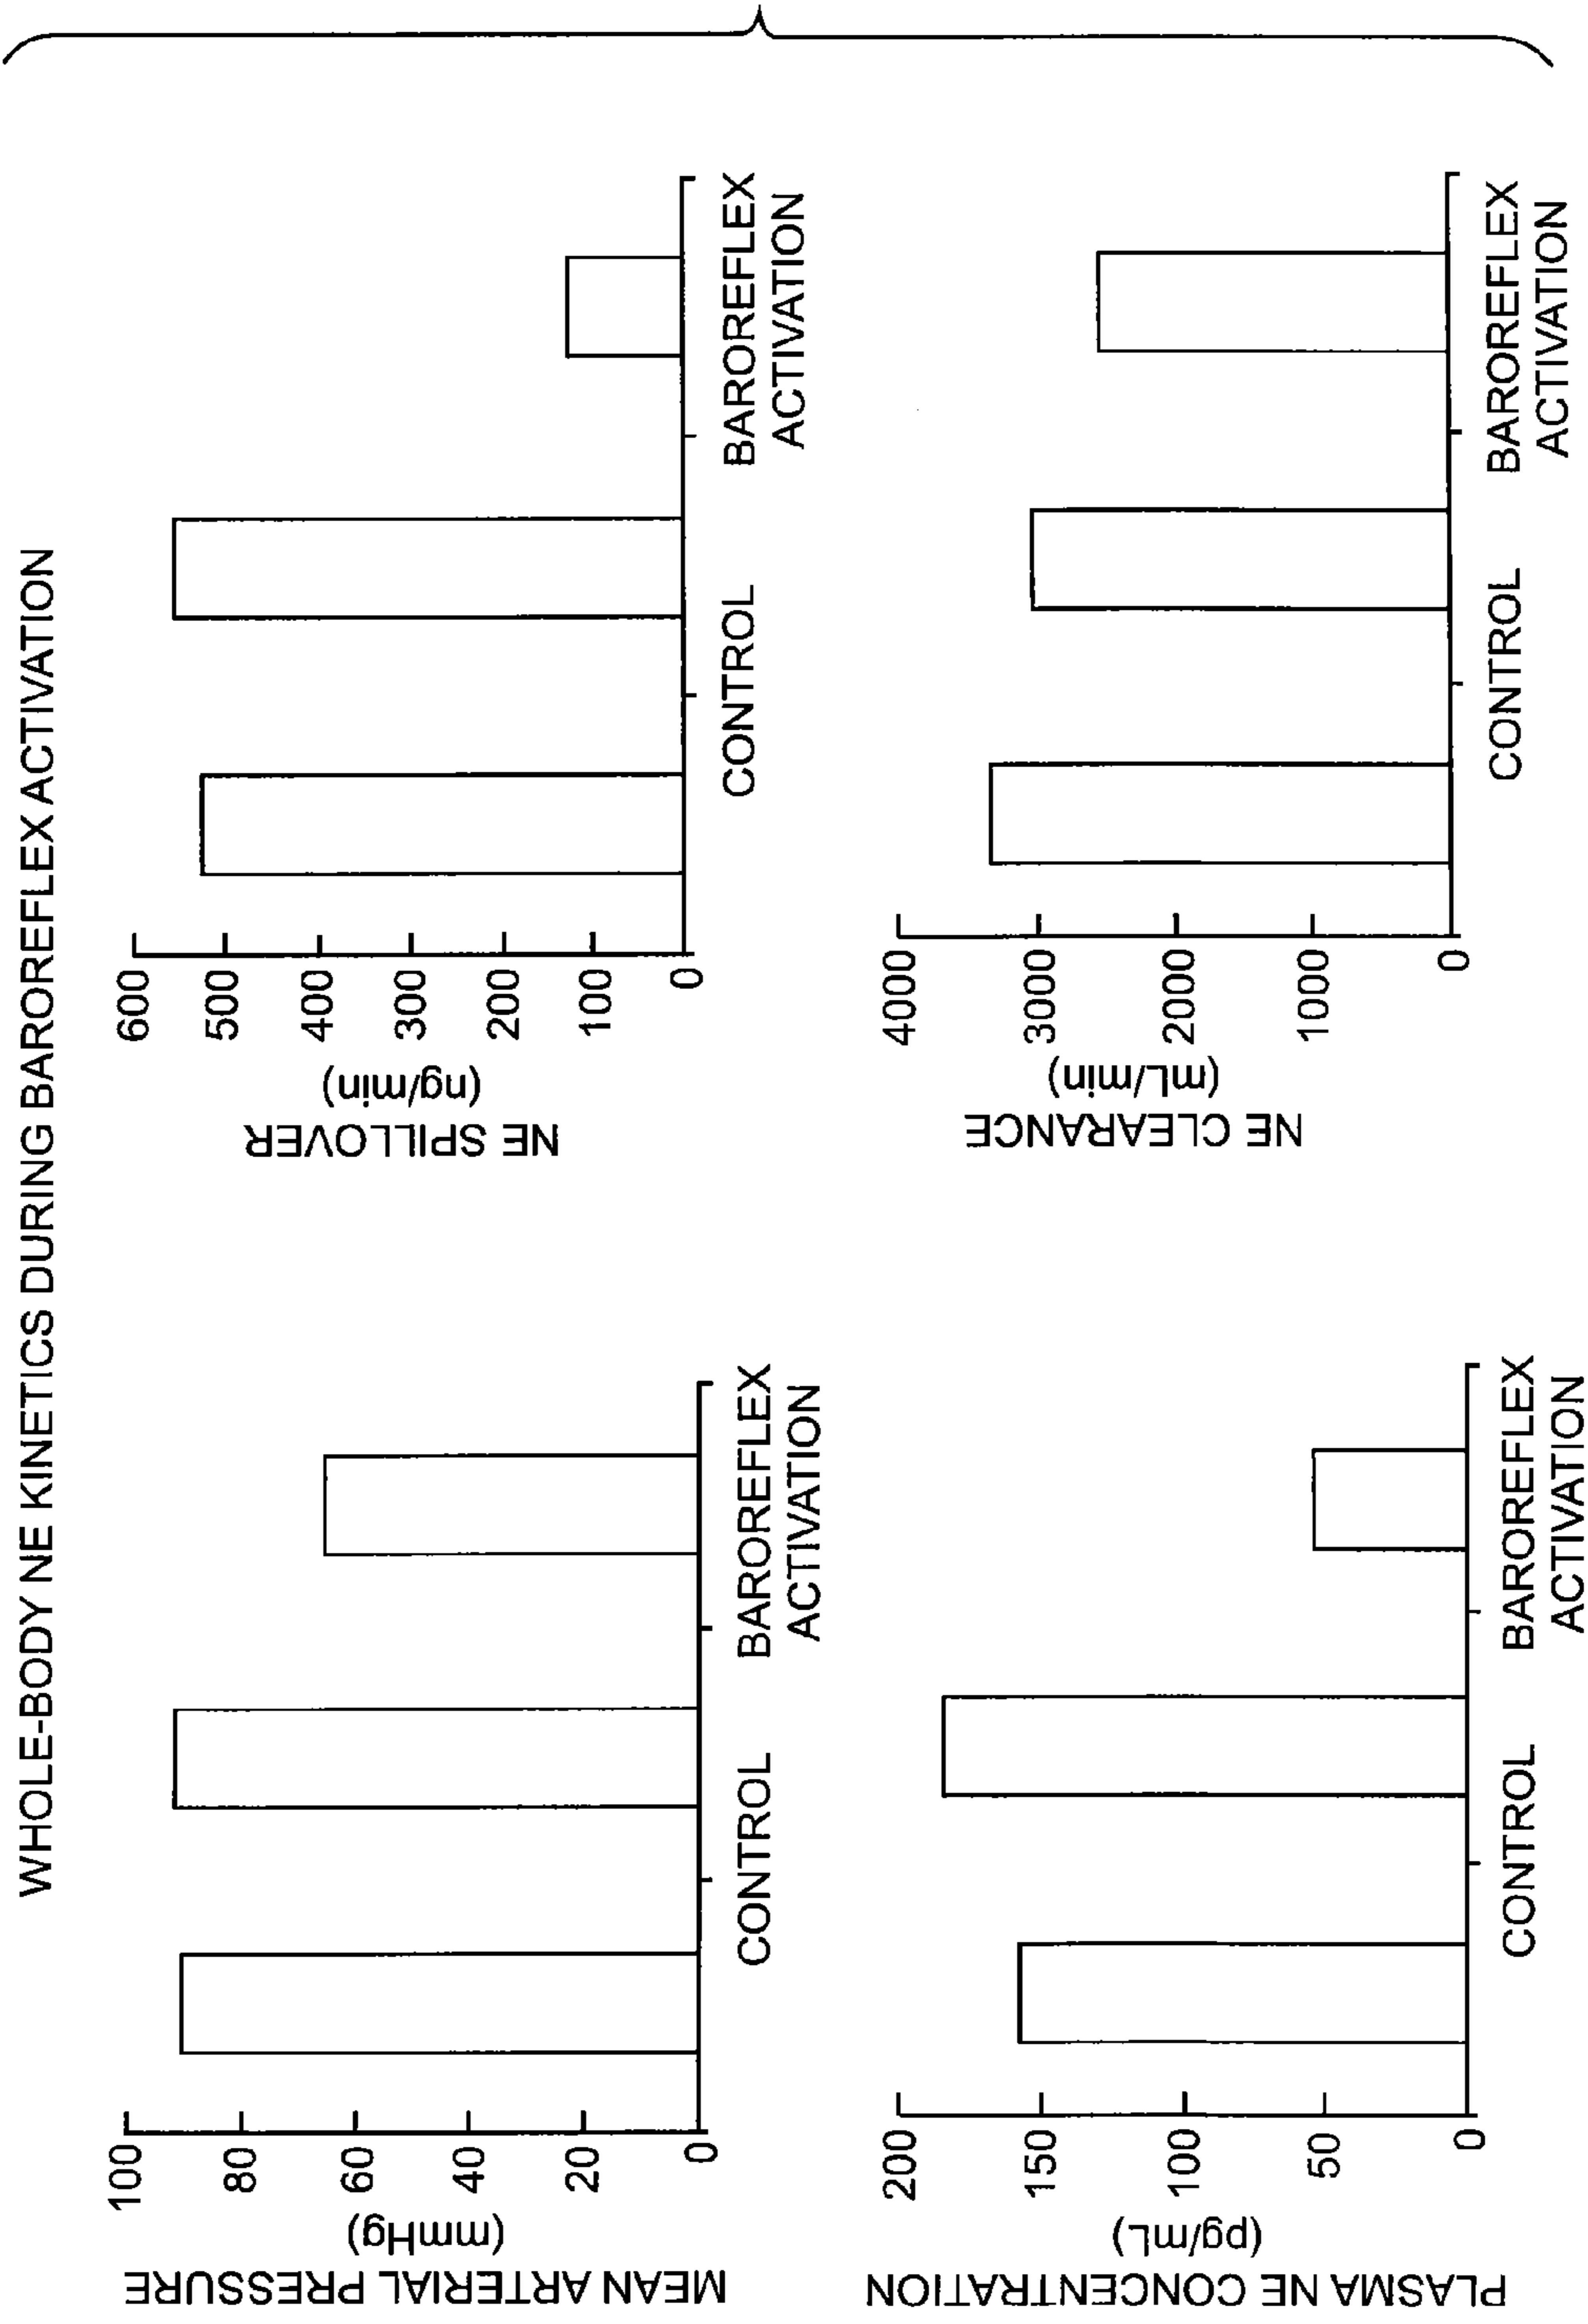 WHOLE-BODY NE KINETICS DURING BAROREFLEX ACTIVATION
MEAN ARTERIAL PRESSURE
(mmHg)
100
80
60
40
20
0
CONTROL
BAROREFLEX
ACTIVATION
NE SPILLOVER
(ng/min)
600
500
400
300
200
100
0
CONTROL
BAROREFLEX
ACTIVATION
PLASMA NE CONCENTRATION
(pg/mL)
200
150
100
50
0
CONTROL
BAROREFLEX
ACTIVATION
NE CLEARANCE
(mL/min)
4000
3000
2000
1000
0
CONTROL
BAROREFLEX
ACTIVATION